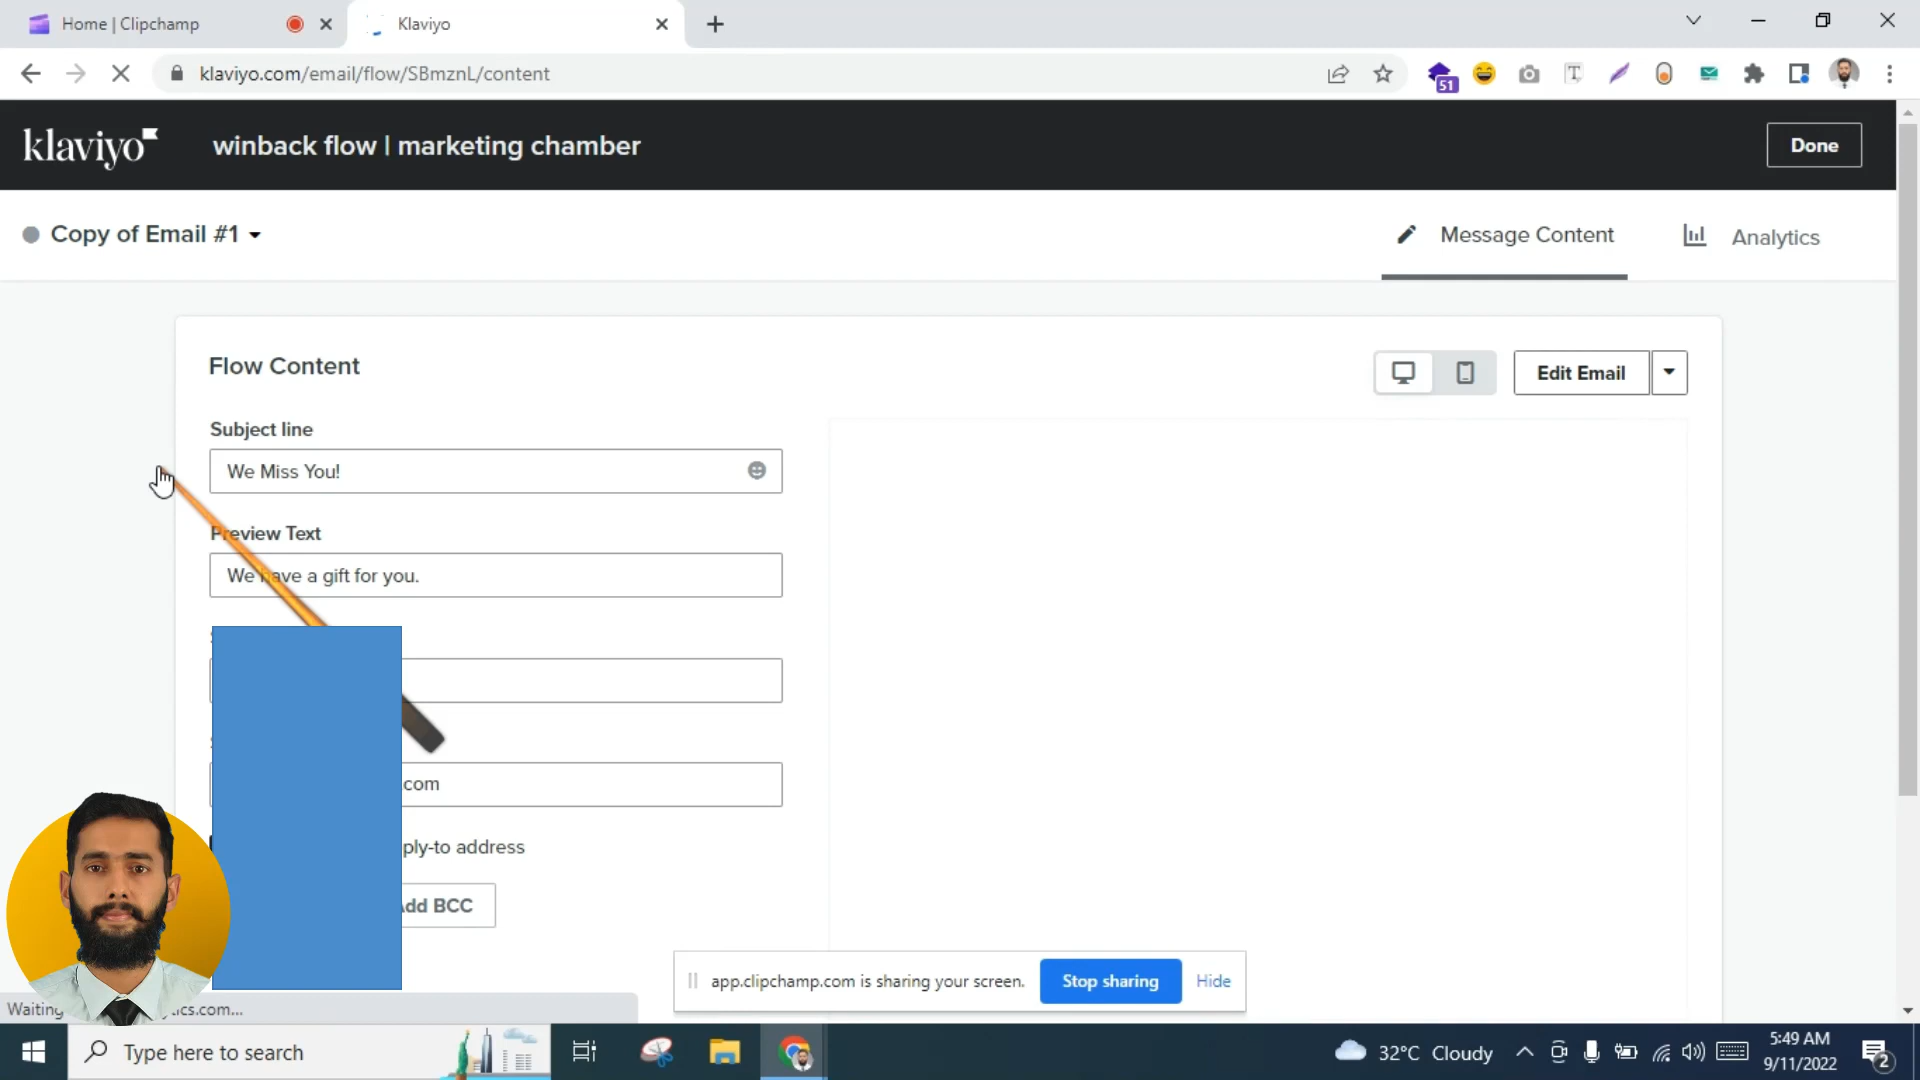 Home | Clipchamp
Klaviyo
klaviyo.com/email/flow/SBmznL/content
51
klaviyo
winback flow | marketing chamber
Done
Copy of Email #1
Message Content
Analytics
Flow Content
Edit Email
Subject line
We Miss You!
Preview Text
We have a gift for you.
.com
ply-to address
Add BCC
app.clipchamp.com is sharing your screen.
Stop sharing
Hide
Waiting
ics.com...
Type here to search
32°C Cloudy
5:49 AM
9/11/2022
2